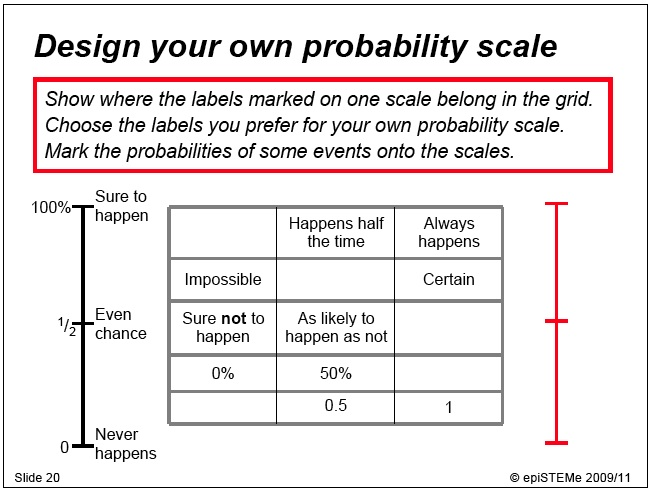 Design your own probability scale
Show where the labels marked on one scale belong in the grid.
Choose the labels you prefer for your own probability scale.
Mark the probabilities of some events onto the scales.
100%
Sure to
happen
1/2
Even
chance
0
Never
happens
Happens half
the time
Always
happens
Impossible
Certain
Sure not to
happen
As likely to
happen as not
0%
50%
0.5
1
Slide 20
© epiSTEMe 2009/11